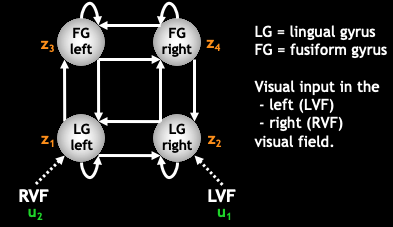 FG
left
FG
right
z3
z4
LG
left
LG
right
z1
z2
RVF
u2
LVF
u1
LG = lingual gyrus
FG = fusiform gyrus
Visual input in the
- left (LVF)
- right (RVF)
visual field.